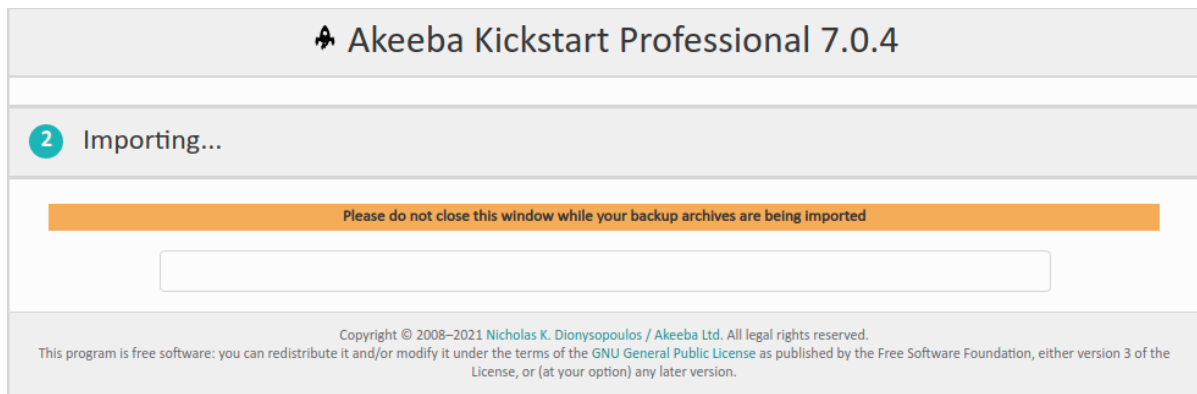 Akeeba Kickstart Professional 7.0.4
2 Importing...
Please do not close this window while your backup archives are being imported
Copyright © 2008–2021 Nicholas K. Dionysopoulos / Akeeba Ltd. All legal rights reserved.
This program is free software: you can redistribute it and/or modify it under the terms of the GNU General Public License as published by the Free Software Foundation, either version 3 of the
License, or (at your option) any later version.